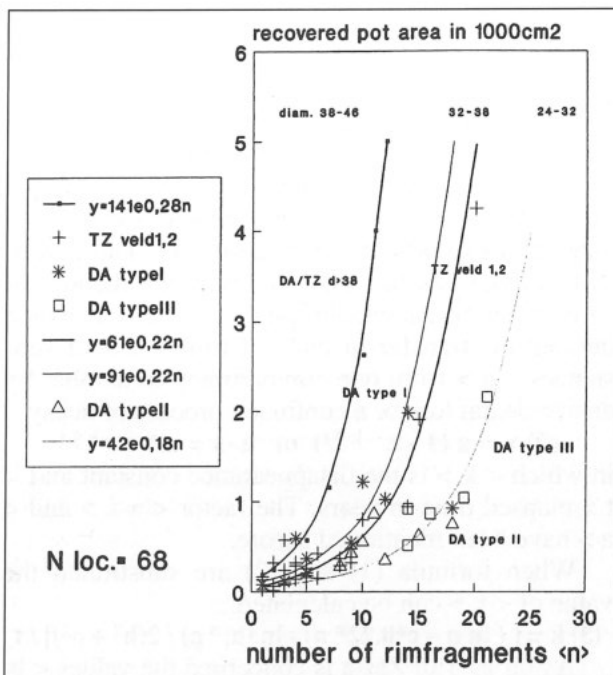 recovered pot area in 1000cm2
6
5
4
3
2
1
0
diam. 38-46
32-36
24-32
DA/TZ d>38
TZ veld 1,2
DA type I
DA type III
DA type II
y=141e0,28n
TZ veld1,2
DA typeI
DA typeIII
y=61e0,22n
y=91e0,22n
DA typeII
y=42e0,18n
N loc.= 68
0 5 10 15 20 25 30
number of rimfragments <n>